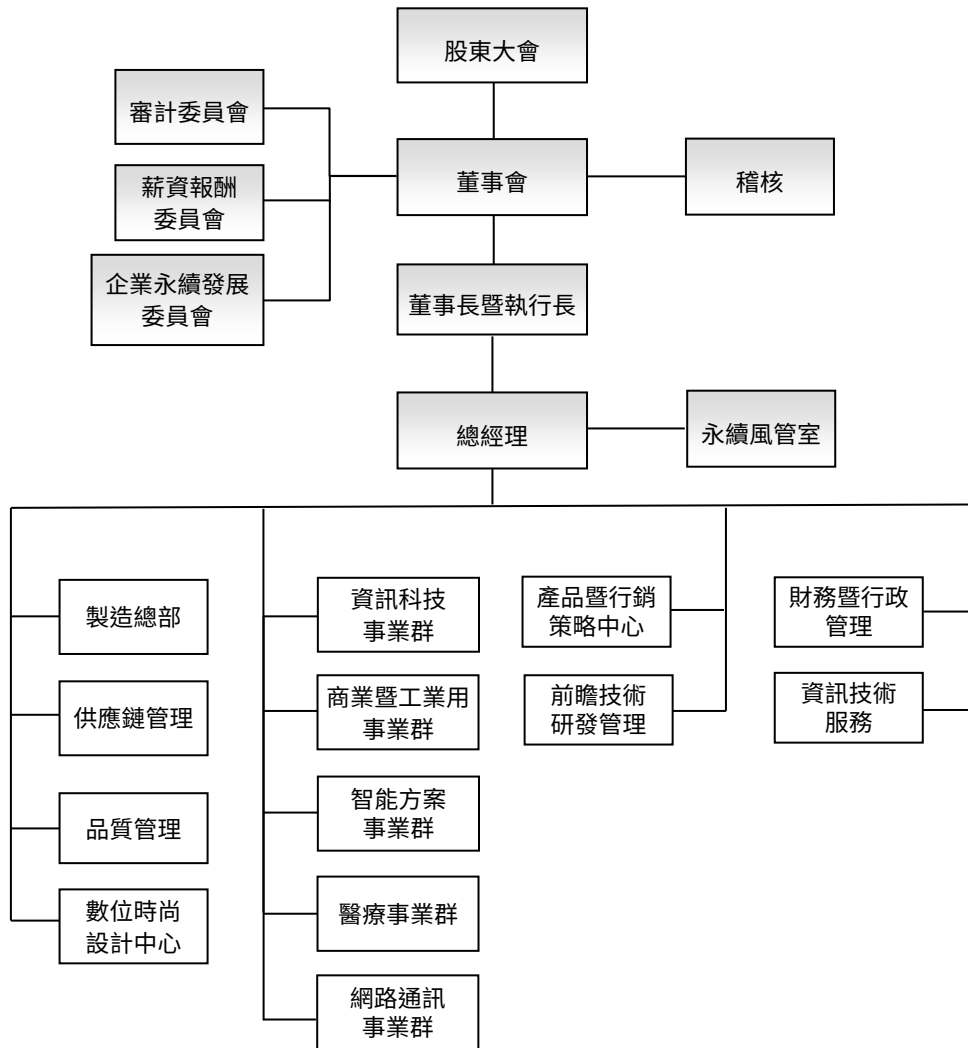 股東大會
審計委員會
董事會
稽核
薪資報酬
委員會
企業永續發展
委員會
董事長暨執行長
總經理
永續風管室
製造總部
供應鏈管理
品質管理
數位時尚
設計中心
資訊科技
事業群
商業暨工業用
事業群
智能方案
事業群
醫療事業群
網路通訊
事業群
產品暨行銷
策略中心
前瞻技術
研發管理
財務暨行政
管理
資訊技術
服務